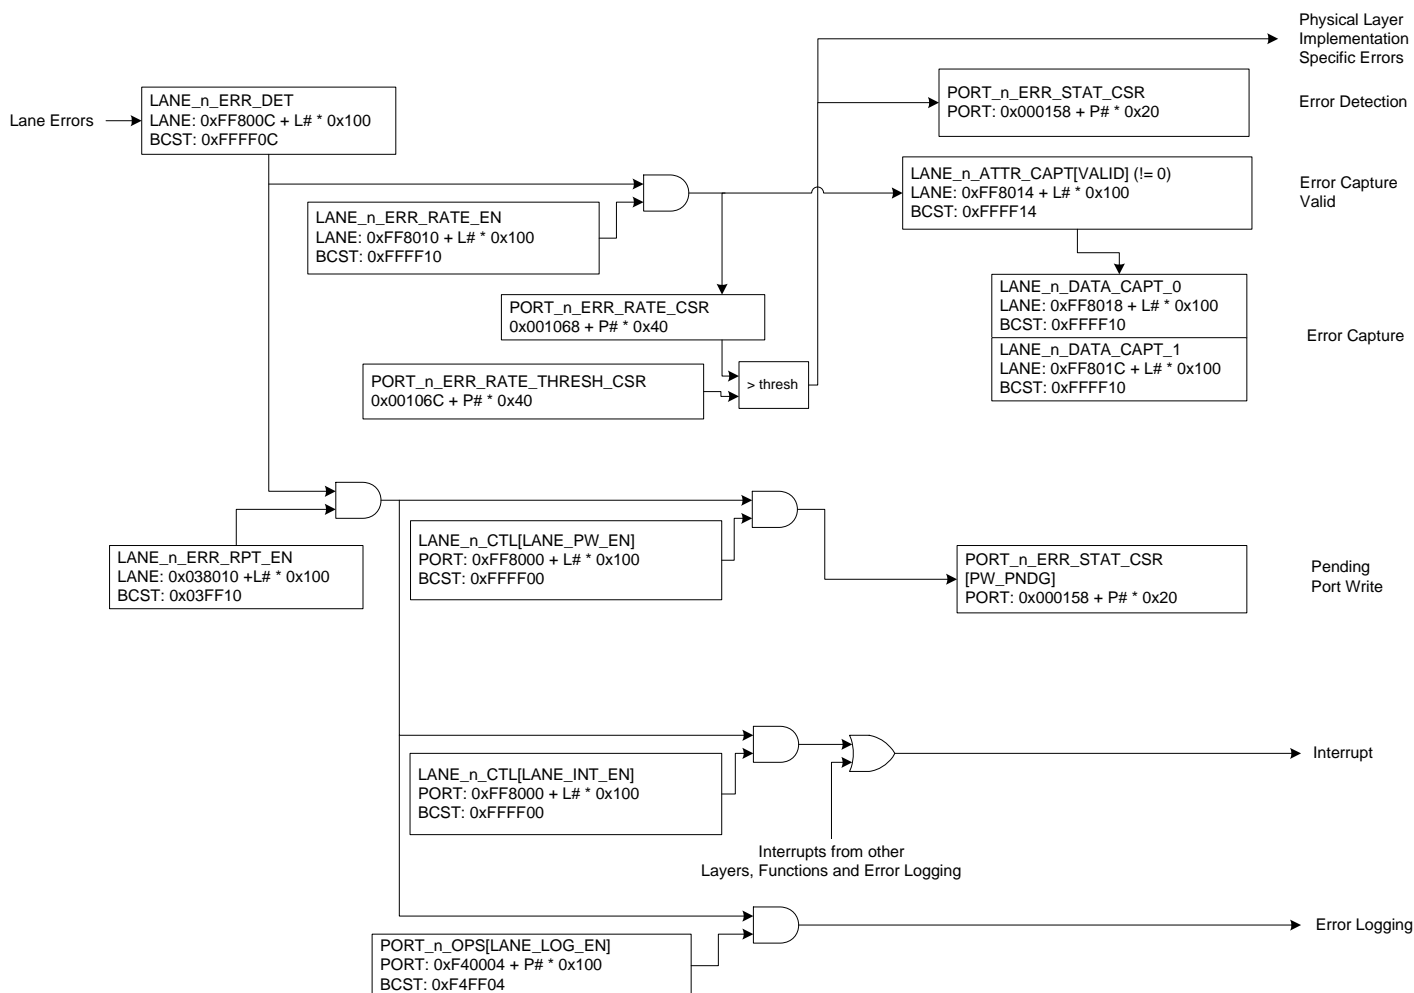 Physical Layer
Implementation
Specific Errors
LANE_n_ERR_DET
LANE: 0xFF800C + L# * 0x100
BCST: 0xFFFF0C
Lane Errors
PORT_n_ERR_STAT_CSR
PORT: 0x000158 + P# * 0x20
Error Detection
LANE_n_ATTR_CAPT[VALID] (!= 0)
LANE: 0xFF8014 + L# * 0x100
BCST: 0xFFFF14
Error Capture
Valid
LANE_n_ERR_RATE_EN
LANE: 0xFF8010 + L# * 0x100
BCST: 0xFFFF10
PORT_n_ERR_RATE_CSR
0x001068 + P# * 0x40
LANE_n_DATA_CAPT_0
LANE: 0xFF8018 + L# * 0x100
BCST: 0xFFFF10
LANE_n_DATA_CAPT_1
LANE: 0xFF801C + L# * 0x100
BCST: 0xFFFF10
Error Capture
PORT_n_ERR_RATE_THRESH_CSR
0x00106C + P# * 0x40
> thresh
LANE_n_ERR_RPT_EN
LANE: 0x038010 +L# * 0x100
BCST: 0x03FF10
LANE_n_CTL[LANE_PW_EN]
PORT: 0xFF8000 + L# * 0x100
BCST: 0xFFFF00
PORT_n_ERR_STAT_CSR
[PW_PNDG]
PORT: 0x000158 + P# * 0x20
Pending
Port Write
LANE_n_CTL[LANE_INT_EN]
PORT: 0xFF8000 + L# * 0x100
BCST: 0xFFFF00
Interrupt
Interrupts from other
Layers, Functions and Error Logging
PORT_n_OPS[LANE_LOG_EN]
PORT: 0xF40004 + P# * 0x100
BCST: 0xF4FF04
Error Logging